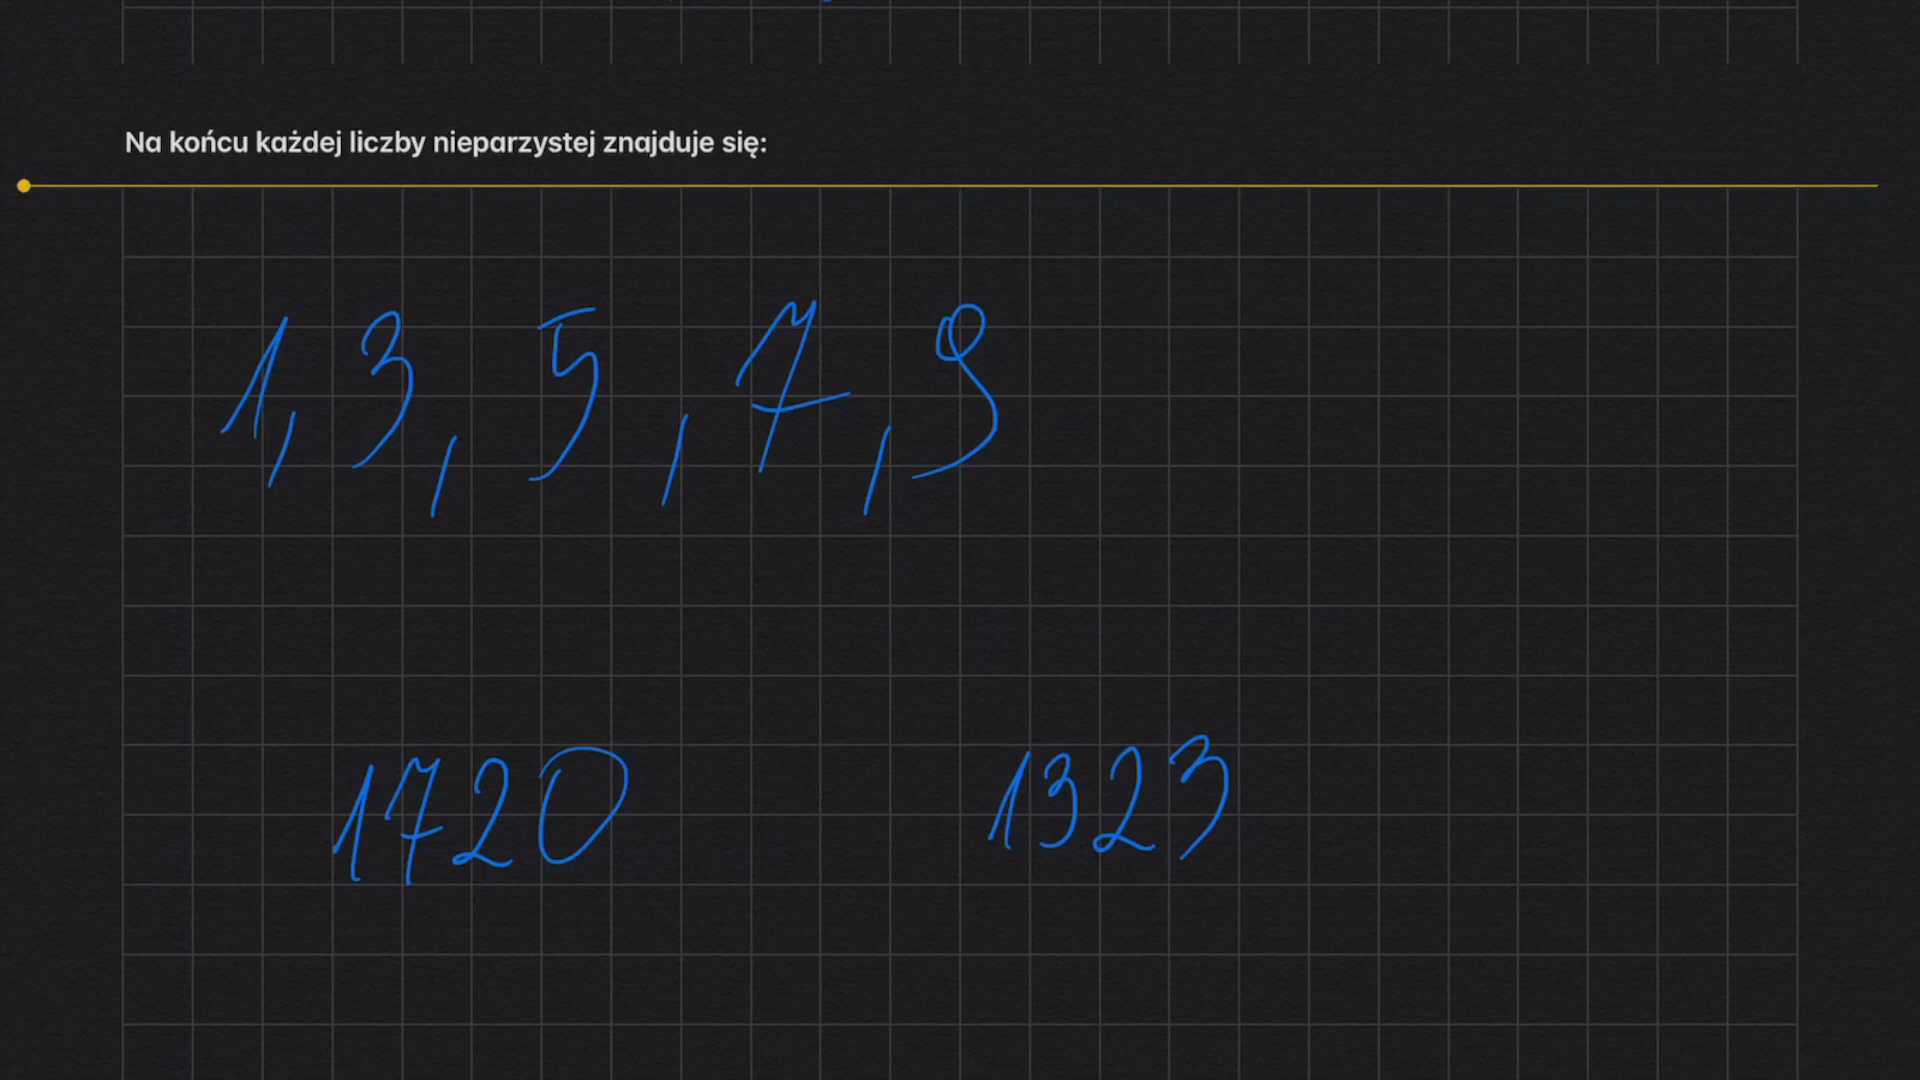 Na końcu każdej liczby nieparzystej znajduje się:
1, 3, 5, 7, 9
1720 1323